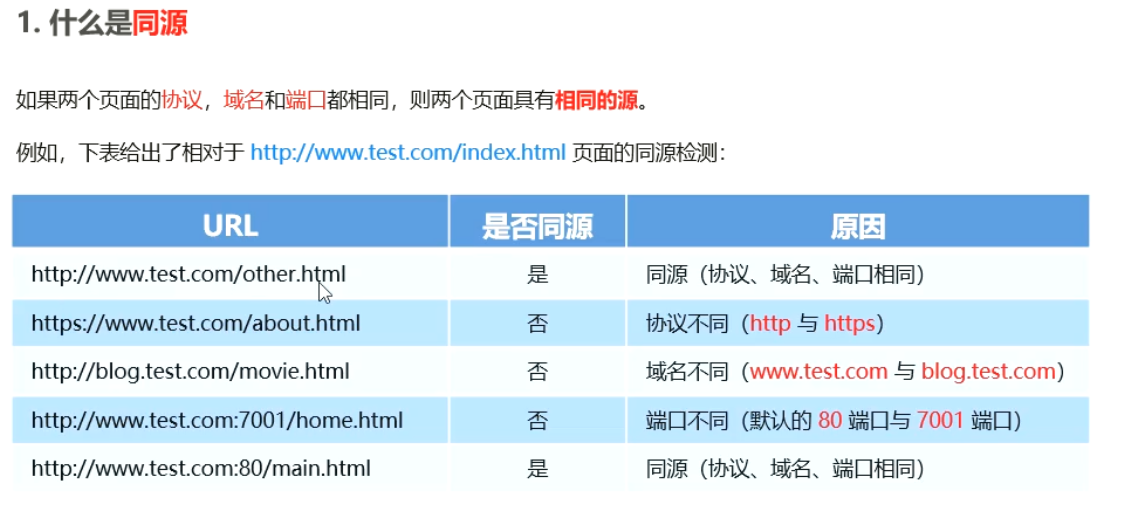 1. 什么是同源
如果两个页面的协议，域名和端口都相同，则两个页面具有相同的源。
例如，下表给出了相对于 http://www.test.com/index.html 页面的同源检测：
URL 是否同源 原因
http://www.test.com/other.html 是 同源（协议、域名、端口相同）
https://www.test.com/about.html 否 协议不同（http 与 https）
http://blog.test.com/movie.html 否 域名不同（www.test.com 与 blog.test.com）
http://www.test.com:7001/home.html 否 端口不同（默认的 80 端口与 7001 端口）
http://www.test.com:80/main.html 是 同源（协议、域名、端口相同）